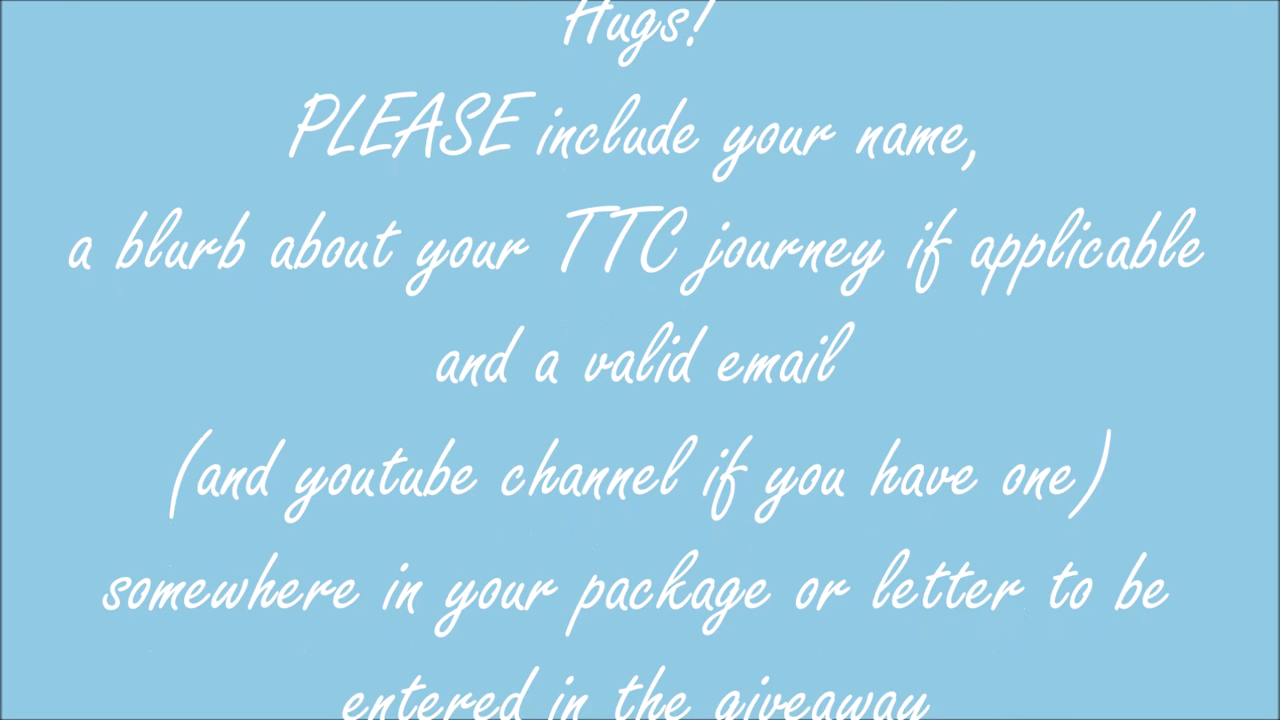 Hugs!
PLEASE include your name,
a blurb about your TTC journey if applicable
and a valid email
(and youtube channel if you have one)
somewhere in your package or letter to be
entered in the giveaway